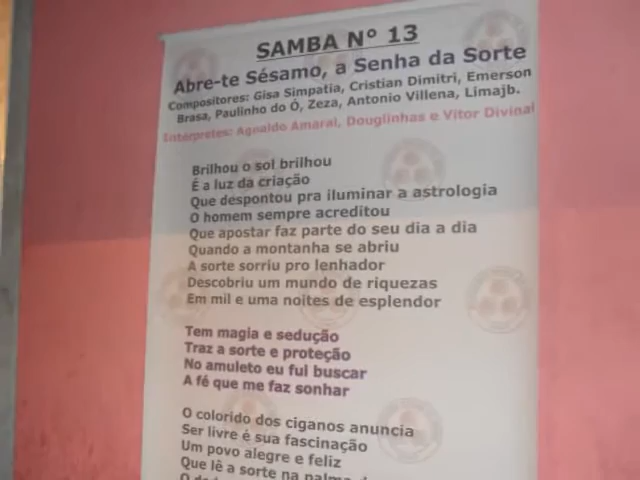 SAMBA Nº 13
Abre-te Sésamo, a Senha da Sorte
Compositores: Gisa Simpatia, Cristian Dimitri, Emerson
Brasa, Paulinho do Ó, Zeza, Antonio Villena, Limajb.
Intérpretes: Agnaldo Amaral, Douglinhas e Vitor Divinal
Brilhou o sol brilhou
É a luz da criação
Que despontou pra iluminar a astrologia
O homem sempre acreditou
Que apostar faz parte do seu dia a dia
Quando a montanha se abriu
A sorte sorriu pro lenhador
Descobriu um mundo de riquezas
Em mil e uma noites de esplendor
Tem magia e sedução
Traz a sorte e proteção
No amuleto eu fui buscar
A fé que me faz sonhar
O colorido dos ciganos anuncia
Ser livre é sua fascinação
Um povo alegre e feliz
Que lê a sorte na palma